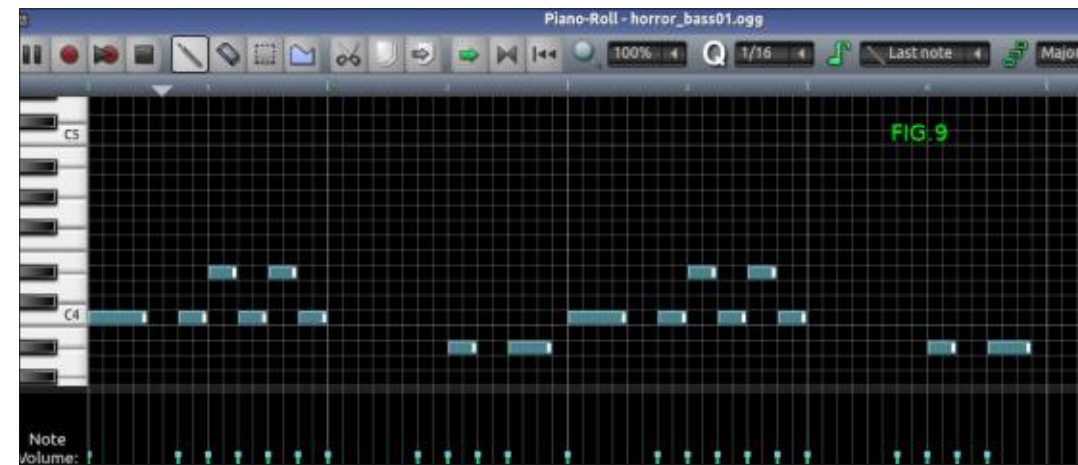 Piano-Roll - horror_bass01.ogg
100% Q 1/16 Last note Major
C5 FIG.9
C4
Note
Volume: